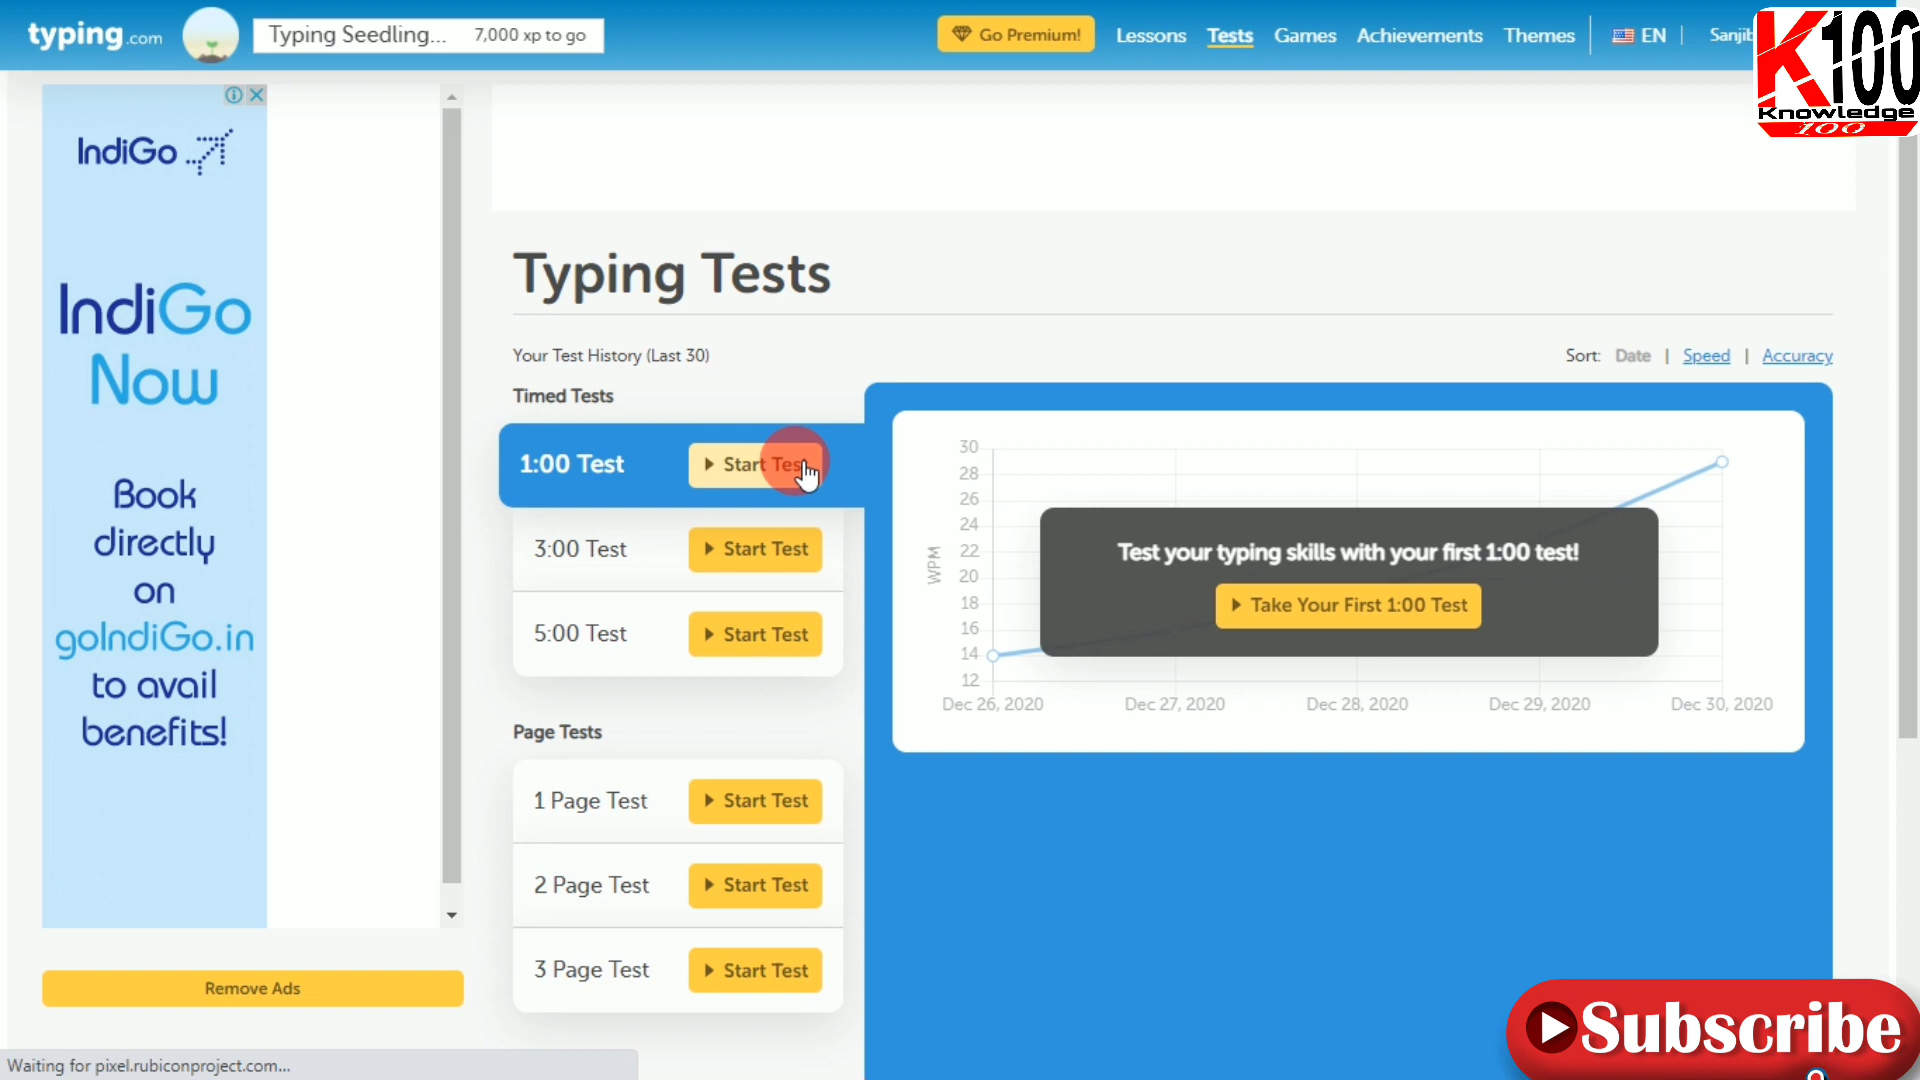 typing.com
Typing Seedling... 7,000 xp to go
Go Premium!
Lessons
Tests
Games
Achievements
Themes
EN
K100
Knowledge
100
IndiGo
IndiGo
Now
Book
directly
on
goIndiGo.in
to avail
benefits!
Remove Ads
Typing Tests
Your Test History (Last 30)
Sort: Date | Speed | Accuracy
Timed Tests
1:00 Test Start Test
3:00 Test Start Test
5:00 Test Start Test
Page Tests
1 Page Test Start Test
2 Page Test Start Test
3 Page Test Start Test
WPM
30
28
26
24
22
20
18
16
14
12
Dec 26, 2020 Dec 27, 2020 Dec 28, 2020 Dec 29, 2020 Dec 30, 2020
Test your typing skills with your first 1:00 test!
Take Your First 1:00 Test
Subscribe
Waiting for pixel.rubiconproject.com...